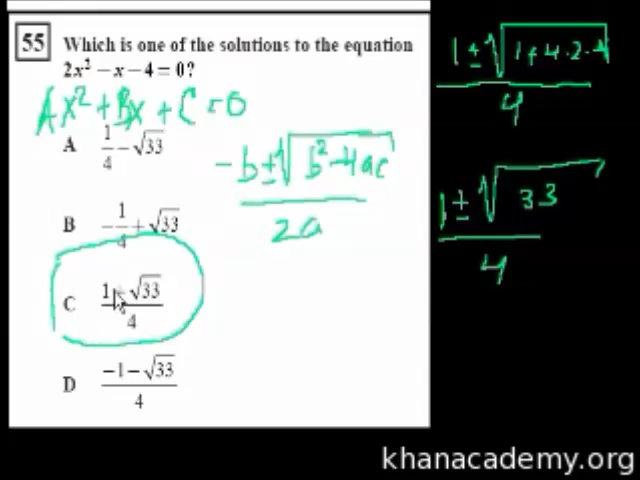 55 Which is one of the solutions to the equation
2x² − x − 4 = 0?
Ax² + Bx + C = 0
A 1/4 − √33
B −1/4 + √33
C (1 + √33)/4
D (−1 − √33)/4
(−b ± √(b² − 4ac))/2a
(1 ± √(1 + 4·2·4))/4
(1 ± √33)/4
khanacademy.org